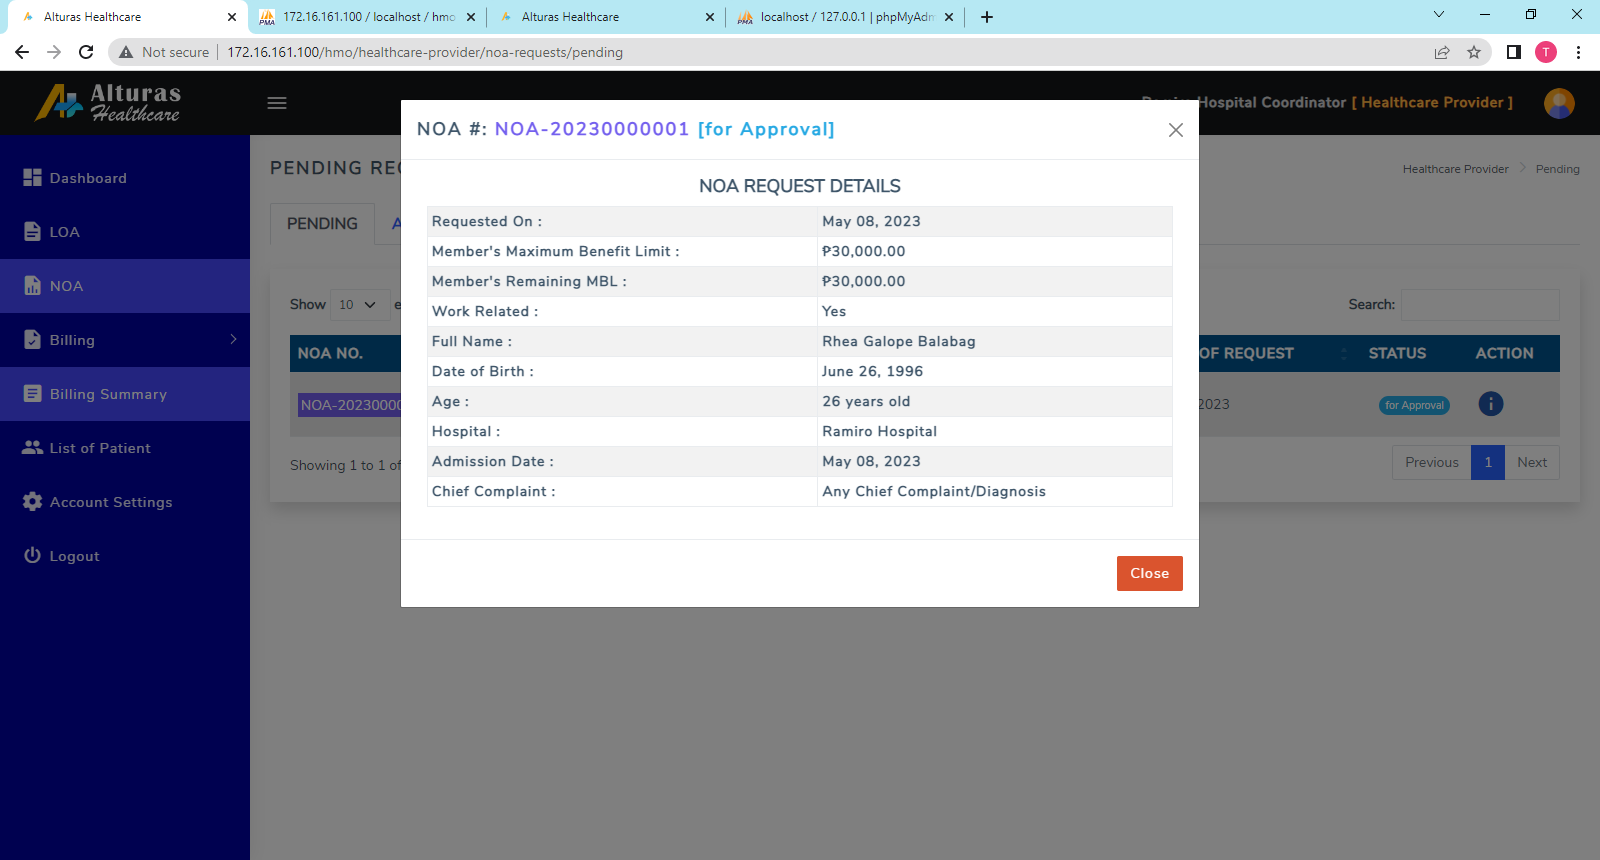 Alturas Healthcare
172.16.161.100 / localhost / hmo
Alturas Healthcare
localhost / 127.0.0.1 | phpMyAdm
Not secure
172.16.161.100/hmo/healthcare-provider/noa-requests/pending
T
Alturas
Healthcare
Hospital Coordinator [ Healthcare Provider ]
NOA #: NOA-20230000001 [for Approval]
PENDING REQ
Healthcare Provider
Pending
Dashboard
LOA
NOA
Billing
Billing Summary
List of Patient
Account Settings
Logout
PENDING
A
Show 10 e
Search:
NOA NO.
OF REQUEST
STATUS
ACTION
NOA-2023000
2023
for Approval
Showing 1 to 1 of
Previous
1
Next
NOA REQUEST DETAILS
Requested On : May 08, 2023
Member's Maximum Benefit Limit : ₱30,000.00
Member's Remaining MBL : ₱30,000.00
Work Related : Yes
Full Name : Rhea Galope Balabag
Date of Birth : June 26, 1996
Age : 26 years old
Hospital : Ramiro Hospital
Admission Date : May 08, 2023
Chief Complaint : Any Chief Complaint/Diagnosis
Close